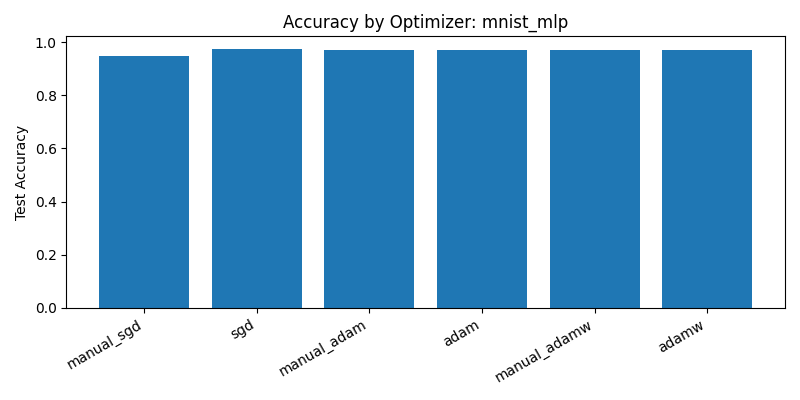 Accuracy by Optimizer: mnist_mlp
Test Accuracy
1.0
0.8
0.6
0.4
0.2
0.0
manual_sgd
sgd
manual_adam
adam
manual_adamw
adamw